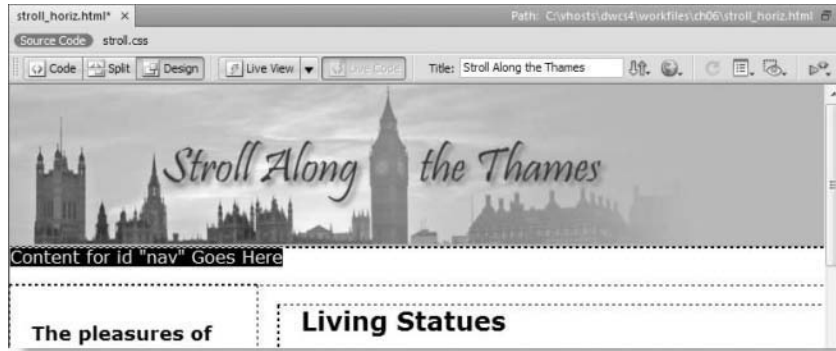 stroll_horiz.html* × Path: C:\vhosts\dwcs4\workfiles\ch06\stroll_horiz.html
Source Code stroll.css
Code Split Design Live View Live Code Title: Stroll Along the Thames
Stroll Along the Thames
Content for id "nav" Goes Here
The pleasures of
Living Statues